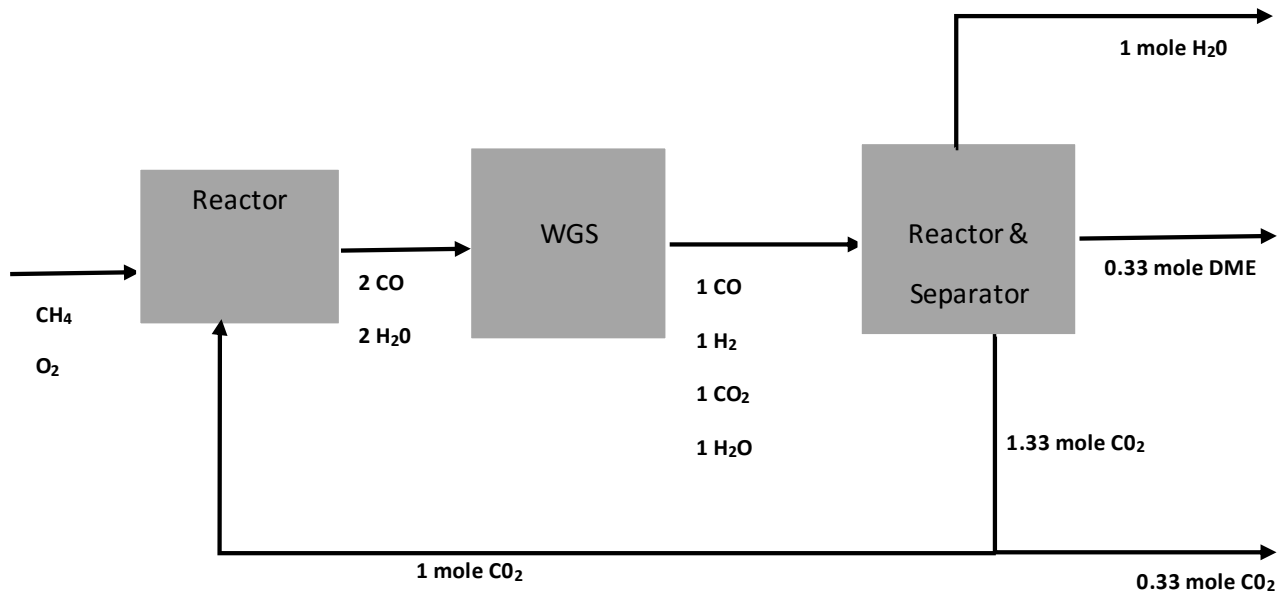 1 mole H₂0
Reactor
WGS
Reactor &
Separator
0.33 mole DME
CH₄
O₂
2 CO
2 H₂0
1 CO
1 H₂
1 CO₂
1 H₂O
1.33 mole C0₂
1 mole C0₂
0.33 mole C0₂